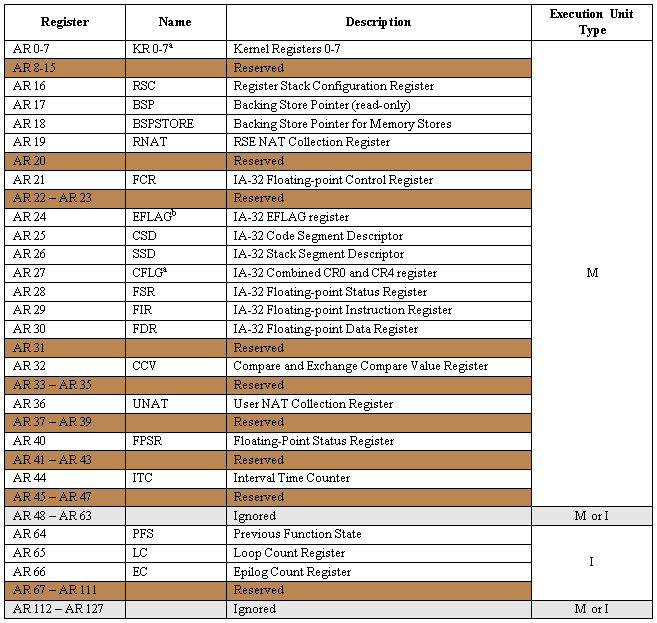 Register Name Description Execution Unit Type
AR 0-7 KR 0-7a Kernel Registers 0-7
AR 8-15 Reserved
AR 16 RSC Register Stack Configuration Register
AR 17 BSP Backing Store Pointer (read-only)
AR 18 BSPSTORE Backing Store Pointer for Memory Stores
AR 19 RNAT RSE NAT Collection Register
AR 20 Reserved
AR 21 FCR IA-32 Floating-point Control Register
AR 22 – AR 23 Reserved
AR 24 EFLAGb IA-32 EFLAG register
AR 25 CSD IA-32 Code Segment Descriptor
AR 26 SSD IA-32 Stack Segment Descriptor
AR 27 CFLGa IA-32 Combined CR0 and CR4 register M
AR 28 FSR IA-32 Floating-point Status Register
AR 29 FIR IA-32 Floating-point Instruction Register
AR 30 FDR IA-32 Floating-point Data Register
AR 31 Reserved
AR 32 CCV Compare and Exchange Compare Value Register
AR 33 – AR 35 Reserved
AR 36 UNAT User NAT Collection Register
AR 37 – AR 39 Reserved
AR 40 FPSR Floating-Point Status Register
AR 41 – AR 43 Reserved
AR 44 ITC Interval Time Counter
AR 45 – AR 47 Reserved
AR 48 – AR 63 Ignored M or I
AR 64 PFS Previous Function State
AR 65 LC Loop Count Register I
AR 66 EC Epilog Count Register
AR 67 – AR 111 Reserved
AR 112 – AR 127 Ignored M or I